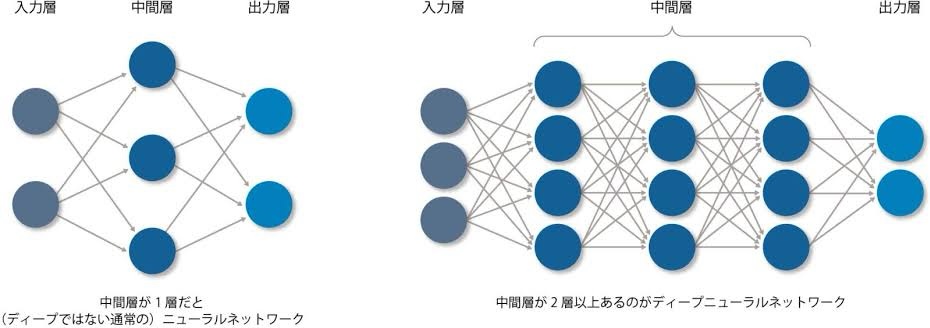 入力層
中間層
出力層
中間層が1層だと
(ディープではない通常の)ニューラルネットワーク
入力層
中間層
出力層
中間層が2層以上あるのがディープニューラルネットワーク